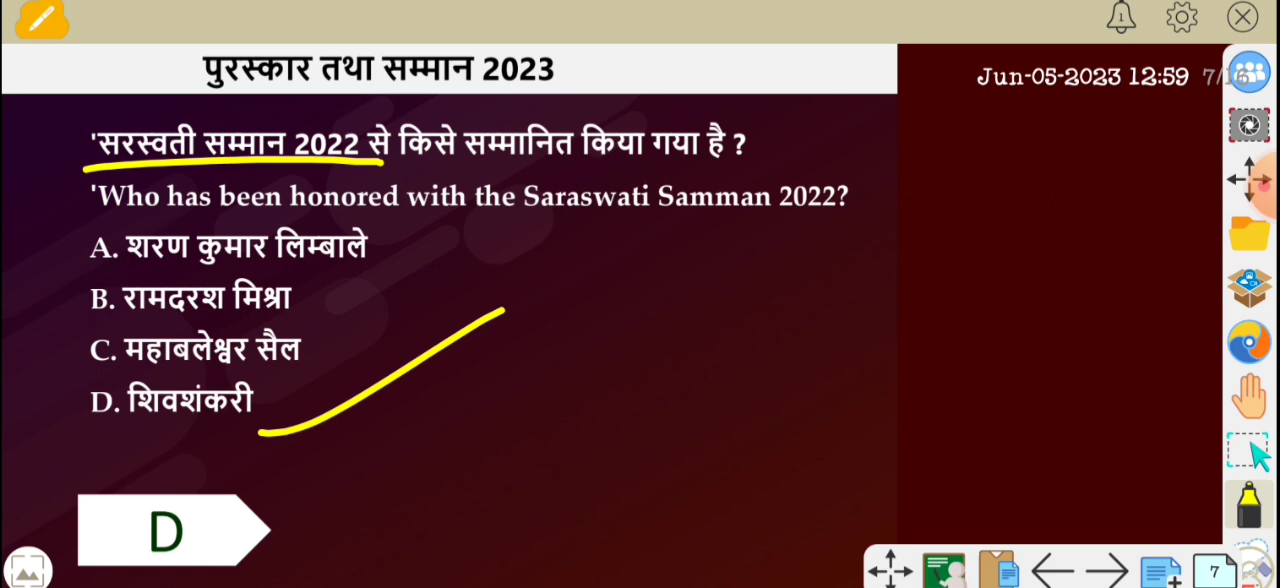 पुरस्कार तथा सम्मान 2023
Jun-05-2023 12:59
'सरस्वती सम्मान 2022 से किसे सम्मानित किया गया है ?
'Who has been honored with the Saraswati Samman 2022?
A. शरण कुमार लिम्बाले
B. रामदरश मिश्रा
C. महाबलेश्वर सैल
D. शिवशंकरी
D
7